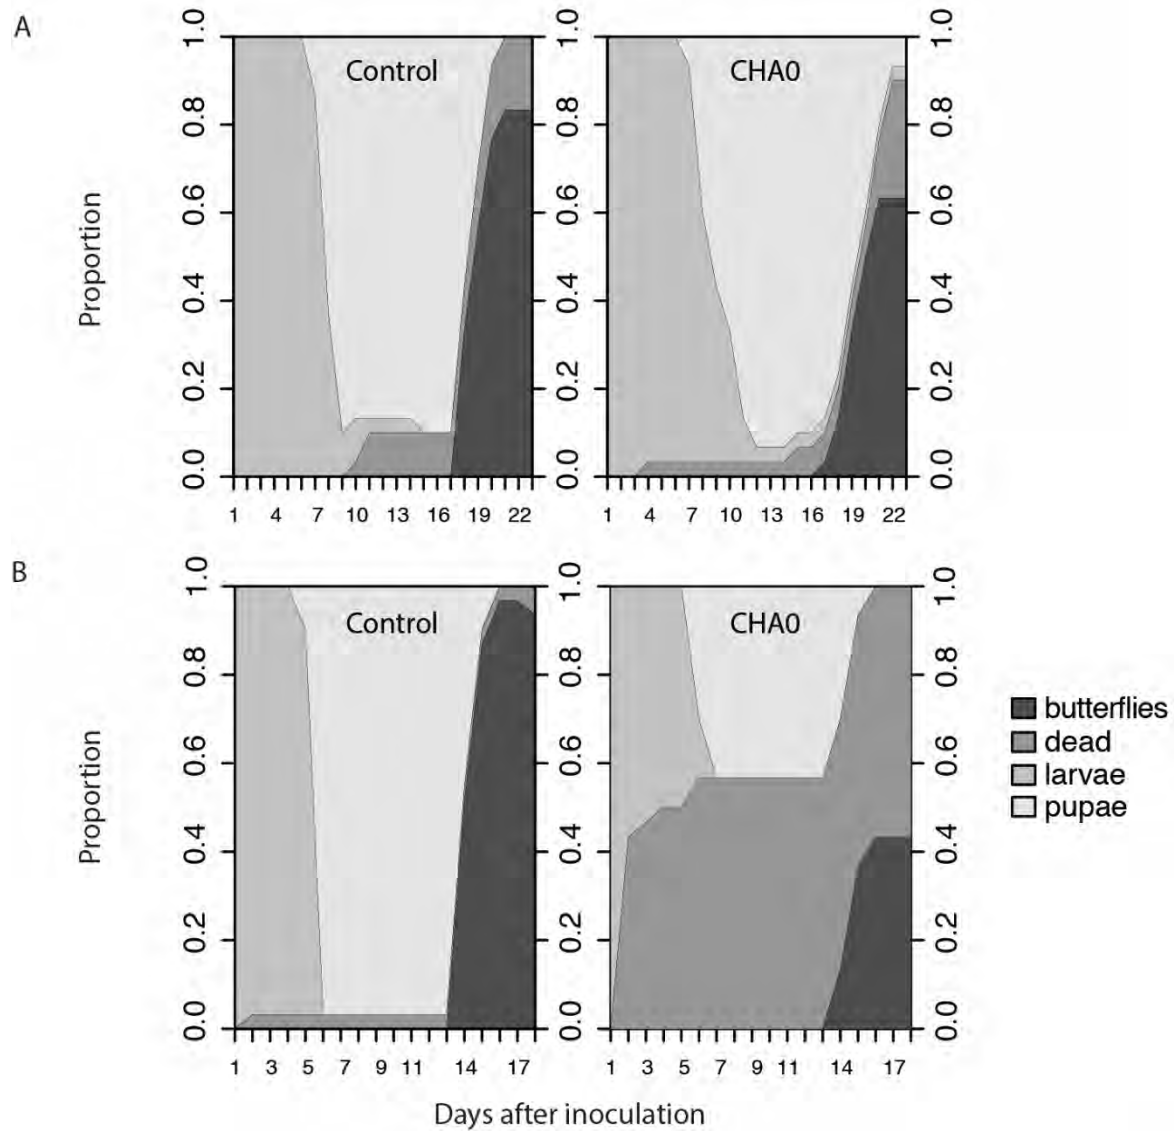 A
Control
CHA0
1.0 0.8 0.6 0.4 0.2 0.0
1.0 0.8 0.6 0.4 0.2 0.0
1.0 0.8 0.6 0.4 0.2 0.0
Proportion
1 4 7 10 13 16 19 22
1 4 7 10 13 16 19 22
B
Control
CHA0
1.0 0.8 0.6 0.4 0.2 0.0
1.0 0.8 0.6 0.4 0.2 0.0
1.0 0.8 0.6 0.4 0.2 0.0
Proportion
1 3 5 7 9 11 14 17
1 3 5 7 9 11 14 17
butterflies
dead
larvae
pupae
Days after inoculation